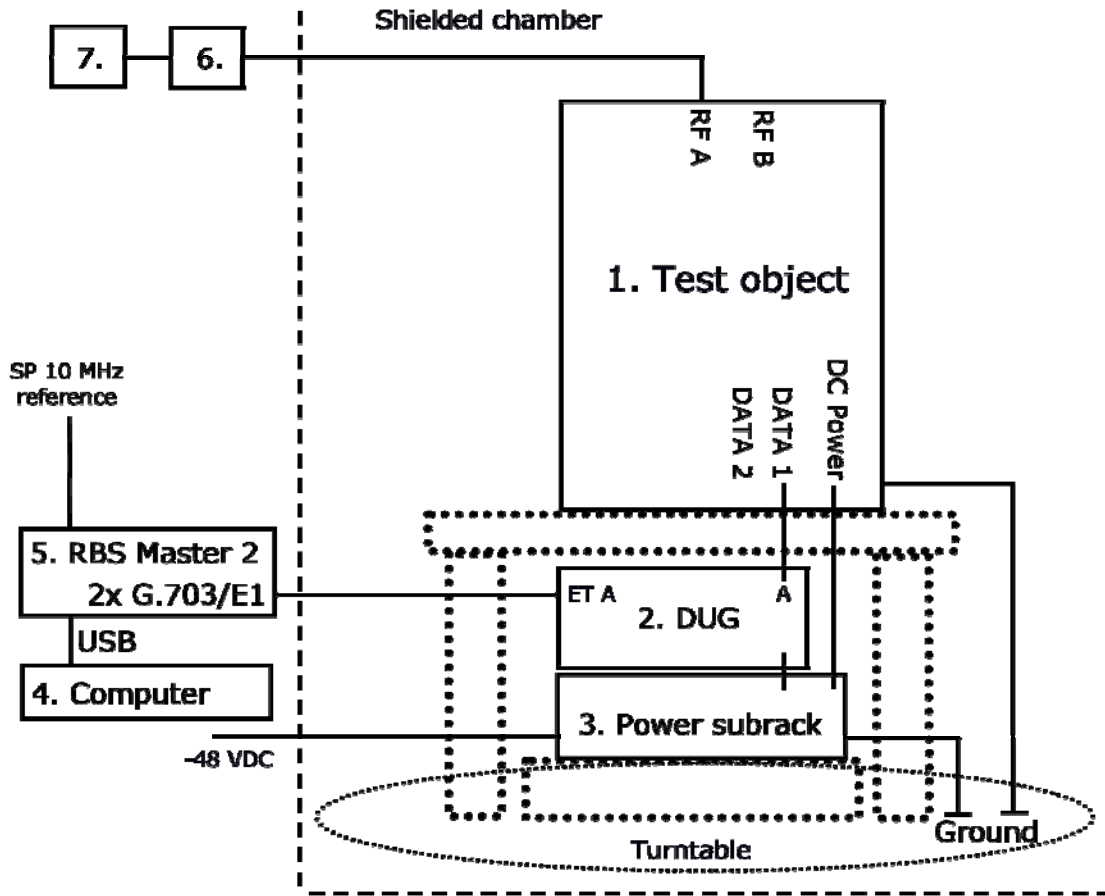 Shielded chamber
7.
6.
RF A
RF B
1. Test object
SP 10 MHz
reference
DATA 2
DATA 1
DC Power
5. RBS Master 2
2x G.703/E1
ET A
A
2. DUG
USB
4. Computer
3. Power subrack
-48 VDC
Ground
Turntable